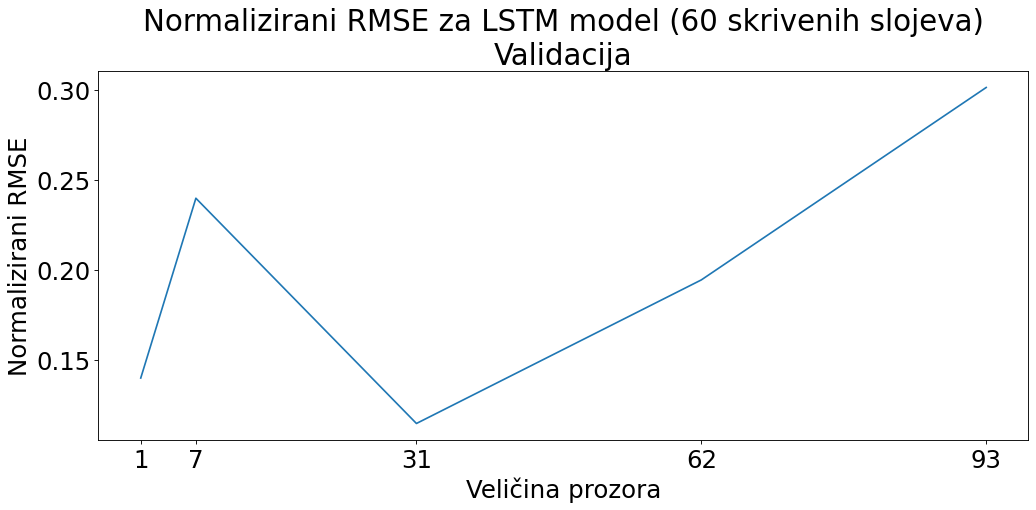 Normalizirani RMSE za LSTM model (60 skrivenih slojeva)
Validacija
Normalizirani RMSE
0.30
0.25
0.20
0.15
1 7 31 62 93
Veličina prozora